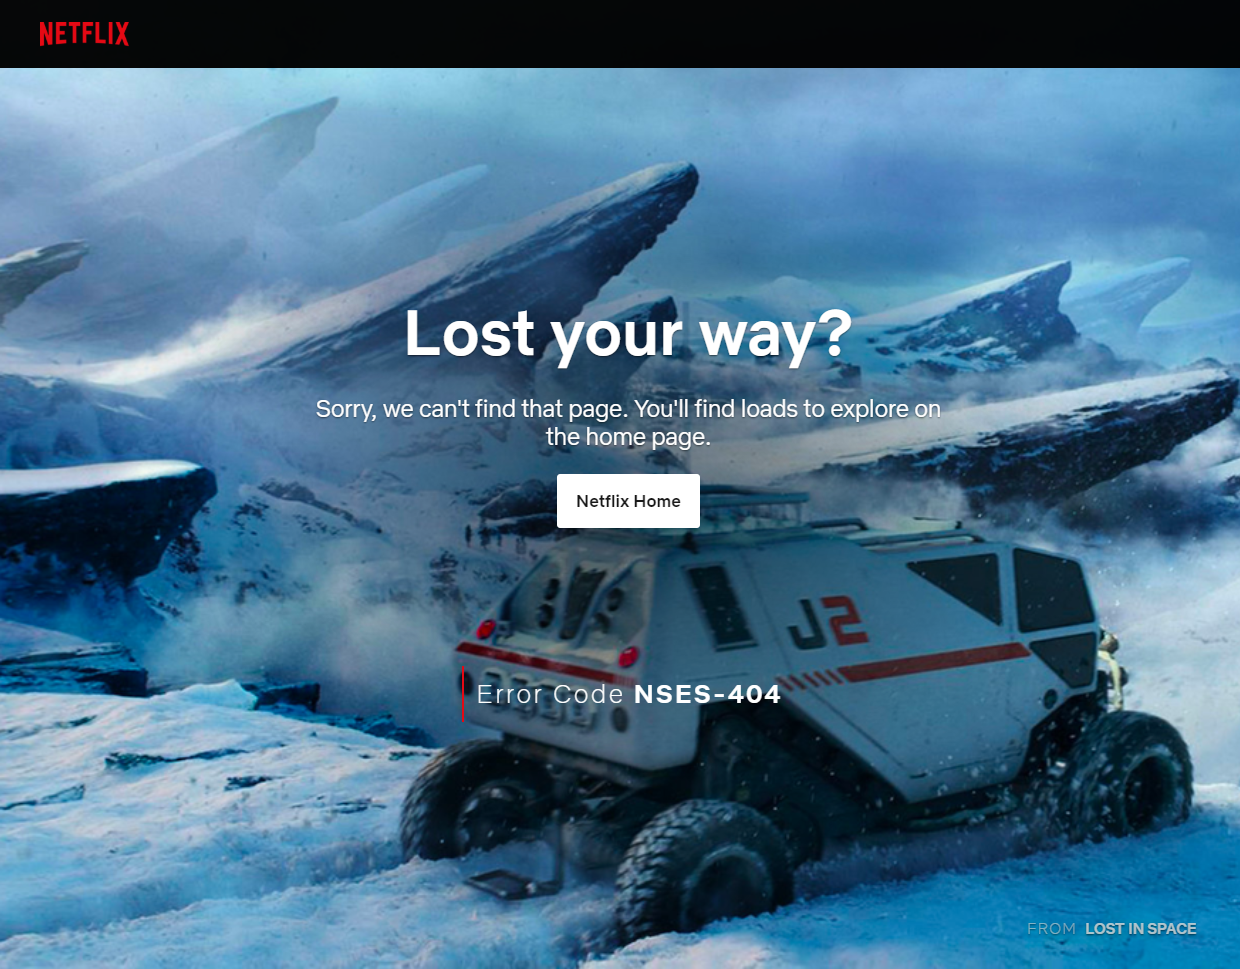 NETFLIX
Lost your way?
Sorry, we can't find that page. You'll find loads to explore on
the home page.
Netflix Home
J2
Error Code NSES-404
FROM LOST IN SPACE